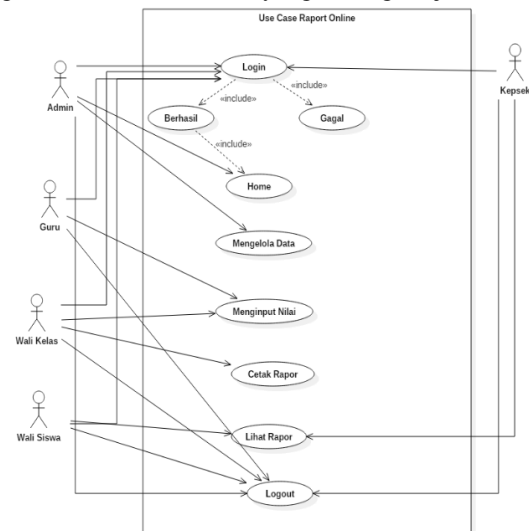 Use Case Raport Online
Login
Admin
Kepsek
«include»
«include»
Berhasil
Gagal
«include»
Home
Guru
Mengelola Data
Menginput Nilai
Wali Kelas
Cetak Rapor
Wali Siswa
Lihat Rapor
Logout